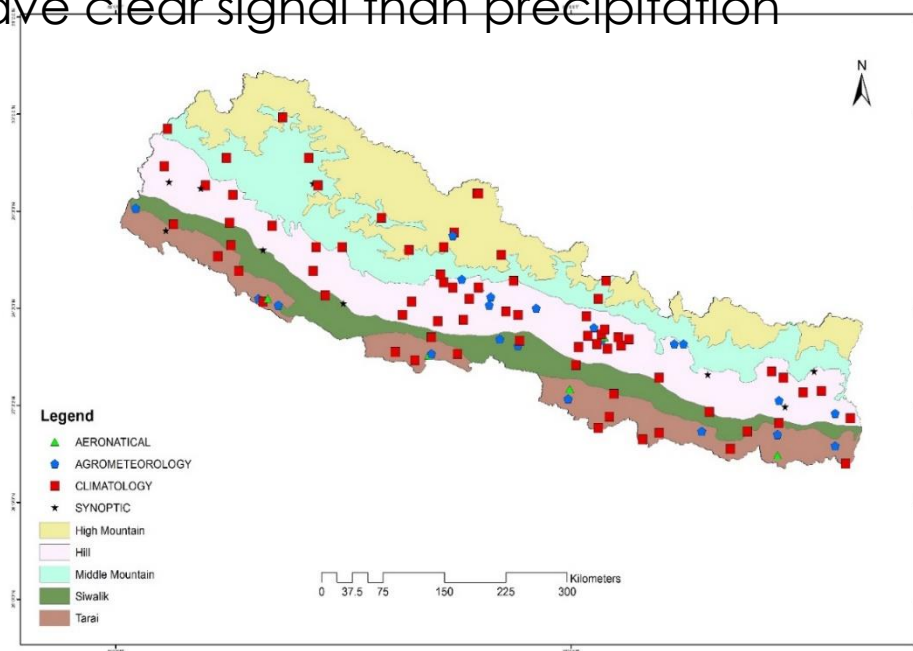 clear signal than precipitation
N
Legend
AERONATICAL
AGROMETEOROLOGY
CLIMATOLOGY
SYNOPTIC
High Mountain
Hill
Middle Mountain
Siwalik
Tarai
Kilometers
0 37.5 75 150 225 300